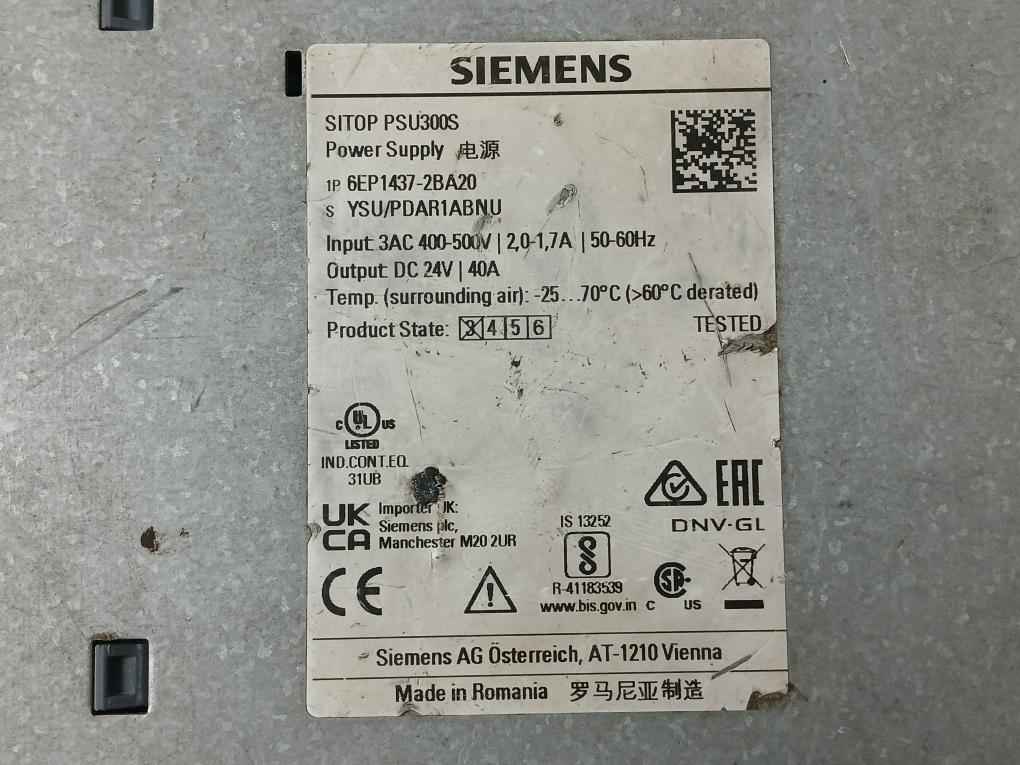 SIEMENS
SITOP PSU300S
Power Supply 电源
1P 6EP1437-2BA20
S YSU/PDAR1ABNU
Input: 3AC 400-500V | 2,0-1,7A | 50-60Hz
Output: DC 24V | 40A
Temp. (surrounding air): -25...70°C (>60°C derated)
Product State: 3 4 5 6
TESTED
C UL US
LISTED
IND.CONT.EQ.
31UB
EAC
UK
CA
Importer UK:
Siemens plc,
Manchester M20 2UR
IS 13252
R-41183539
www.bis.gov.in
DNV·GL
CE
C SA US
Siemens AG Österreich, AT-1210 Vienna
Made in Romania 罗马尼亚制造